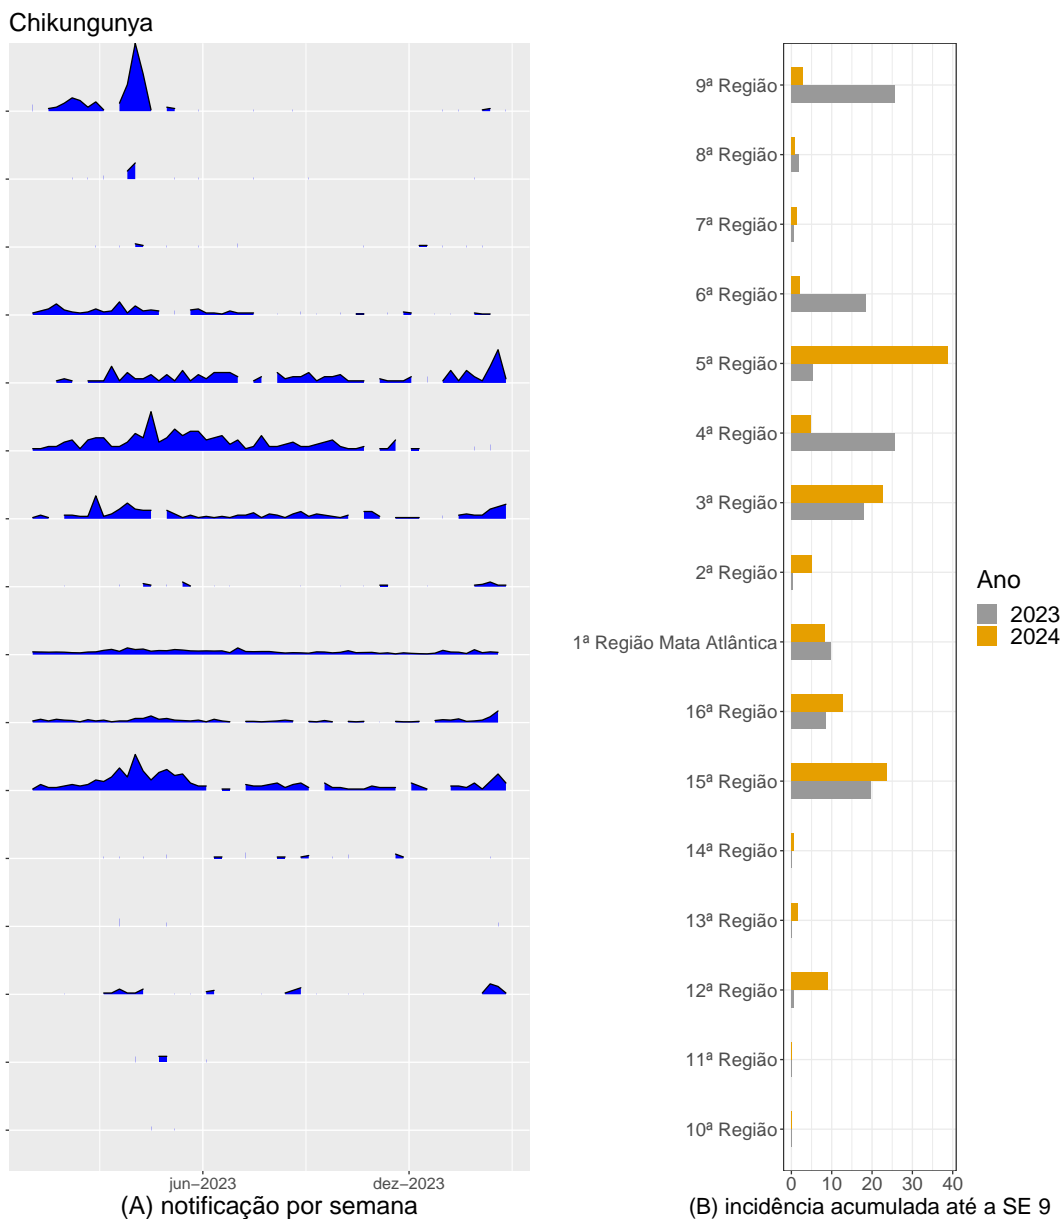 Chikungunya
jun−2023
dez−2023
(A) notificação por semana
9ª Região
8ª Região
7ª Região
6ª Região
5ª Região
4ª Região
3ª Região
2ª Região
1ª Região Mata Atlântica
16ª Região
15ª Região
14ª Região
13ª Região
12ª Região
11ª Região
10ª Região
0 10 20 30 40
(B) incidência acumulada até a SE 9
Ano
2023
2024